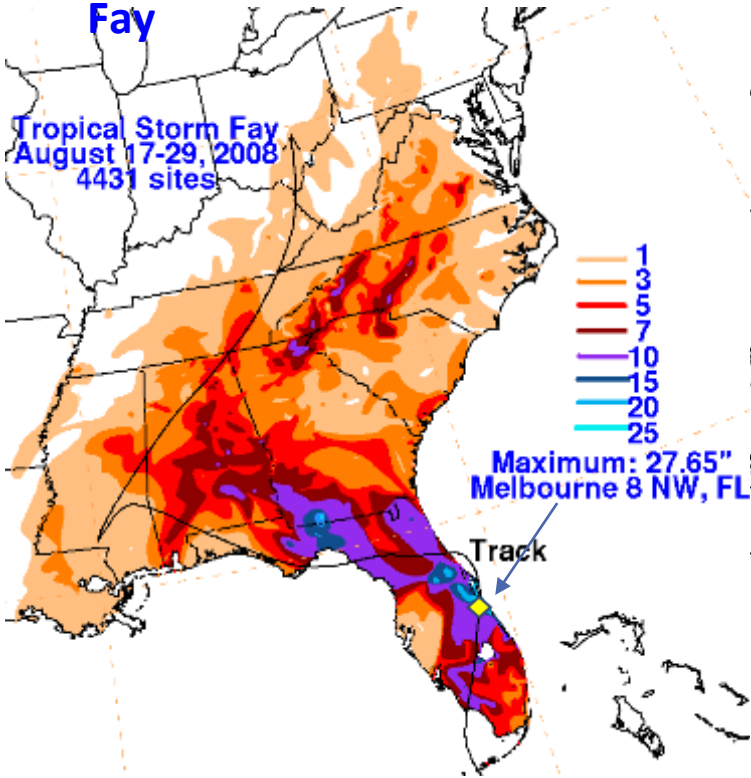 Fay
Tropical Storm Fay
August 17-29, 2008
4431 sites
1
3
5
7
10
15
20
25
Maximum: 27.65"
Melbourne 8 NW, FL
Track